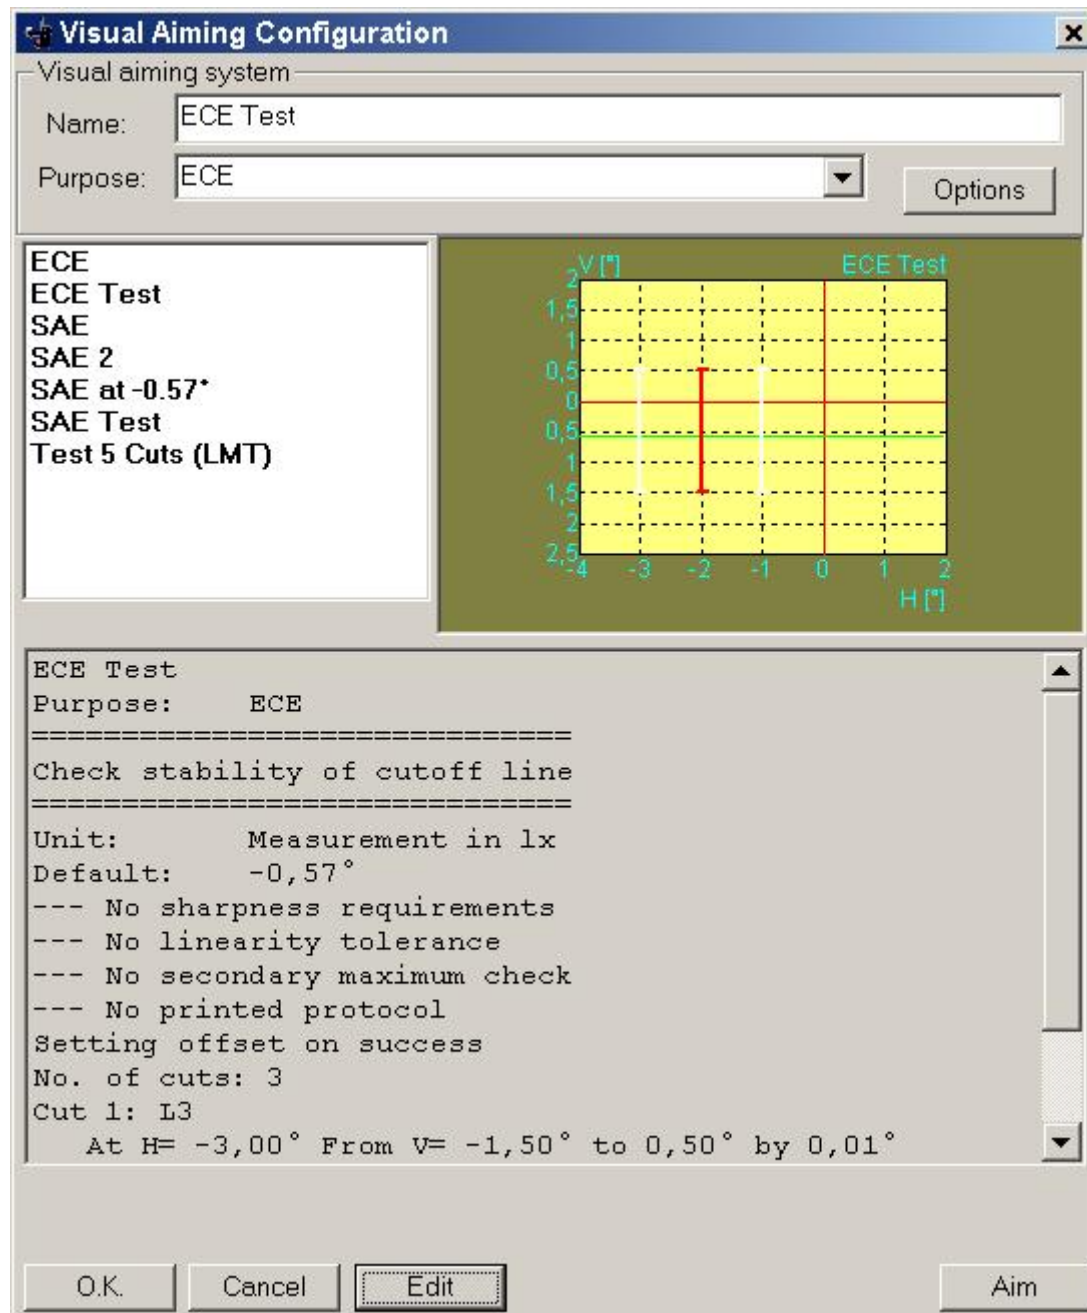 Visual Aiming Configuration
Visual aiming system
Name: ECE Test
Purpose: ECE
Options
ECE
ECE Test
SAE
SAE 2
SAE at -0.57°
SAE Test
Test 5 Cuts (LMT)
V [°]
ECE Test
2
1,5
1
0,5
0
0,5
1
1,5
2
2,5
-4 -3 -2 -1 0 1 2
H [°]
ECE Test
Purpose: ECE
==============================
Check stability of cutoff line
==============================
Unit: Measurement in lx
Default: -0,57°
--- No sharpness requirements
--- No linearity tolerance
--- No secondary maximum check
--- No printed protocol
Setting offset on success
No. of cuts: 3
Cut 1: L3
At H= -3,00° From V= -1,50° to 0,50° by 0,01°
O.K. Cancel Edit Aim